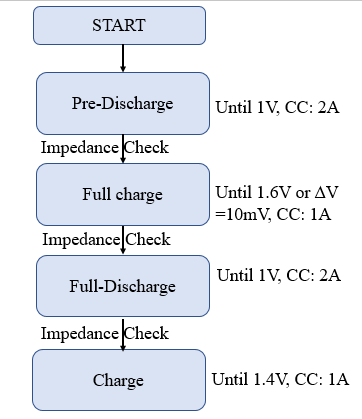 START
Pre-Discharge
Until 1V, CC: 2A
Impedance Check
Full charge
Until 1.6V or ΔV
=10mV, CC: 1A
Impedance Check
Full-Discharge
Until 1V, CC: 2A
Impedance Check
Charge
Until 1.4V, CC: 1A